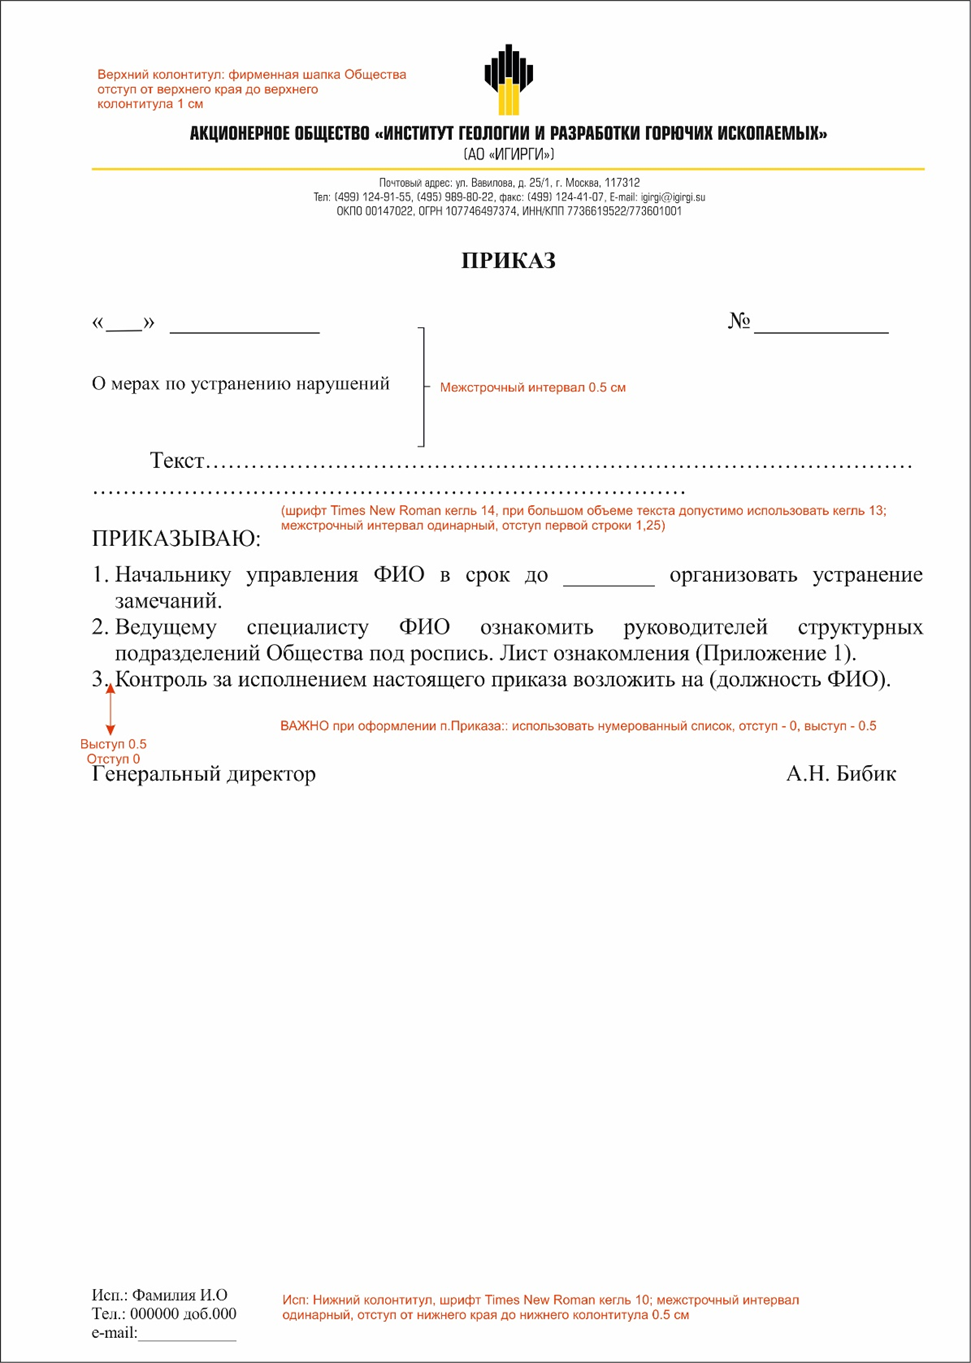 Верхний колонтитул: фирменная шапка Общества
отступ от верхнего края до верхнего
колонтитула 1 см
АКЦИОНЕРНОЕ ОБЩЕСТВО «ИНСТИТУТ ГЕОЛОГИИ И РАЗРАБОТКИ ГОРЮЧИХ ИСКОПАЕМЫХ»
(АО «ИГИРГИ»)
Почтовый адрес: ул. Вавилова, д. 25/1, г. Москва, 117312
Тел: (499) 124-91-55, (495) 989-80-22, факс: (499) 124-41-07, E-mail: igirgi@igirgi.su
ОКПО 00147022, ОГРН 107746497374, ИНН/КПП 7736619522/773601001
ПРИКАЗ
«___» ______________ №_____________
О мерах по устранению нарушений
Межстрочный интервал 0.5 см
Текст……………………………………………………………………………………
……………………………………………………………………
(шрифт Times New Roman кегль 14, при большом объеме текста допустимо использовать кегль 13;
межстрочный интервал одинарный, отступ первой строки 1,25)
ПРИКАЗЫВАЮ:
1. Начальнику управления ФИО в срок до ________ организовать устранение
замечаний.
2. Ведущему специалисту ФИО ознакомить руководителей структурных
подразделений Общества под роспись. Лист ознакомления (Приложение 1).
3. Контроль за исполнением настоящего приказа возложить на (должность ФИО).
ВАЖНО при оформлении п.Приказа:: использовать нумерованный список, отступ - 0, выступ - 0.5
Выступ 0.5
Отступ 0
Генеральный директор А.Н. Бибик
Исп.: Фамилия И.О
Тел.: 000000 доб.000
e-mail:___________
Исп: Нижний колонтитул, шрифт Times New Roman кегль 10; межстрочный интервал
одинарный, отступ от нижнего края до нижнего колонтитула 0.5 см